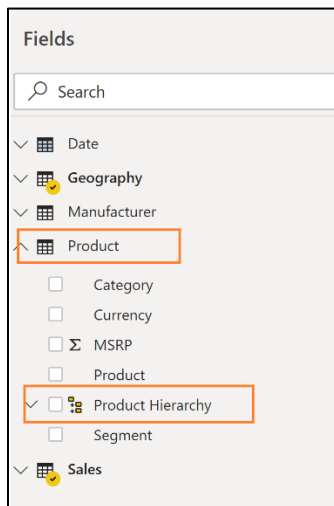 Fields
Search
Date
Geography
Manufacturer
Product
Category
Currency
Σ MSRP
Product
Product Hierarchy
Segment
Sales